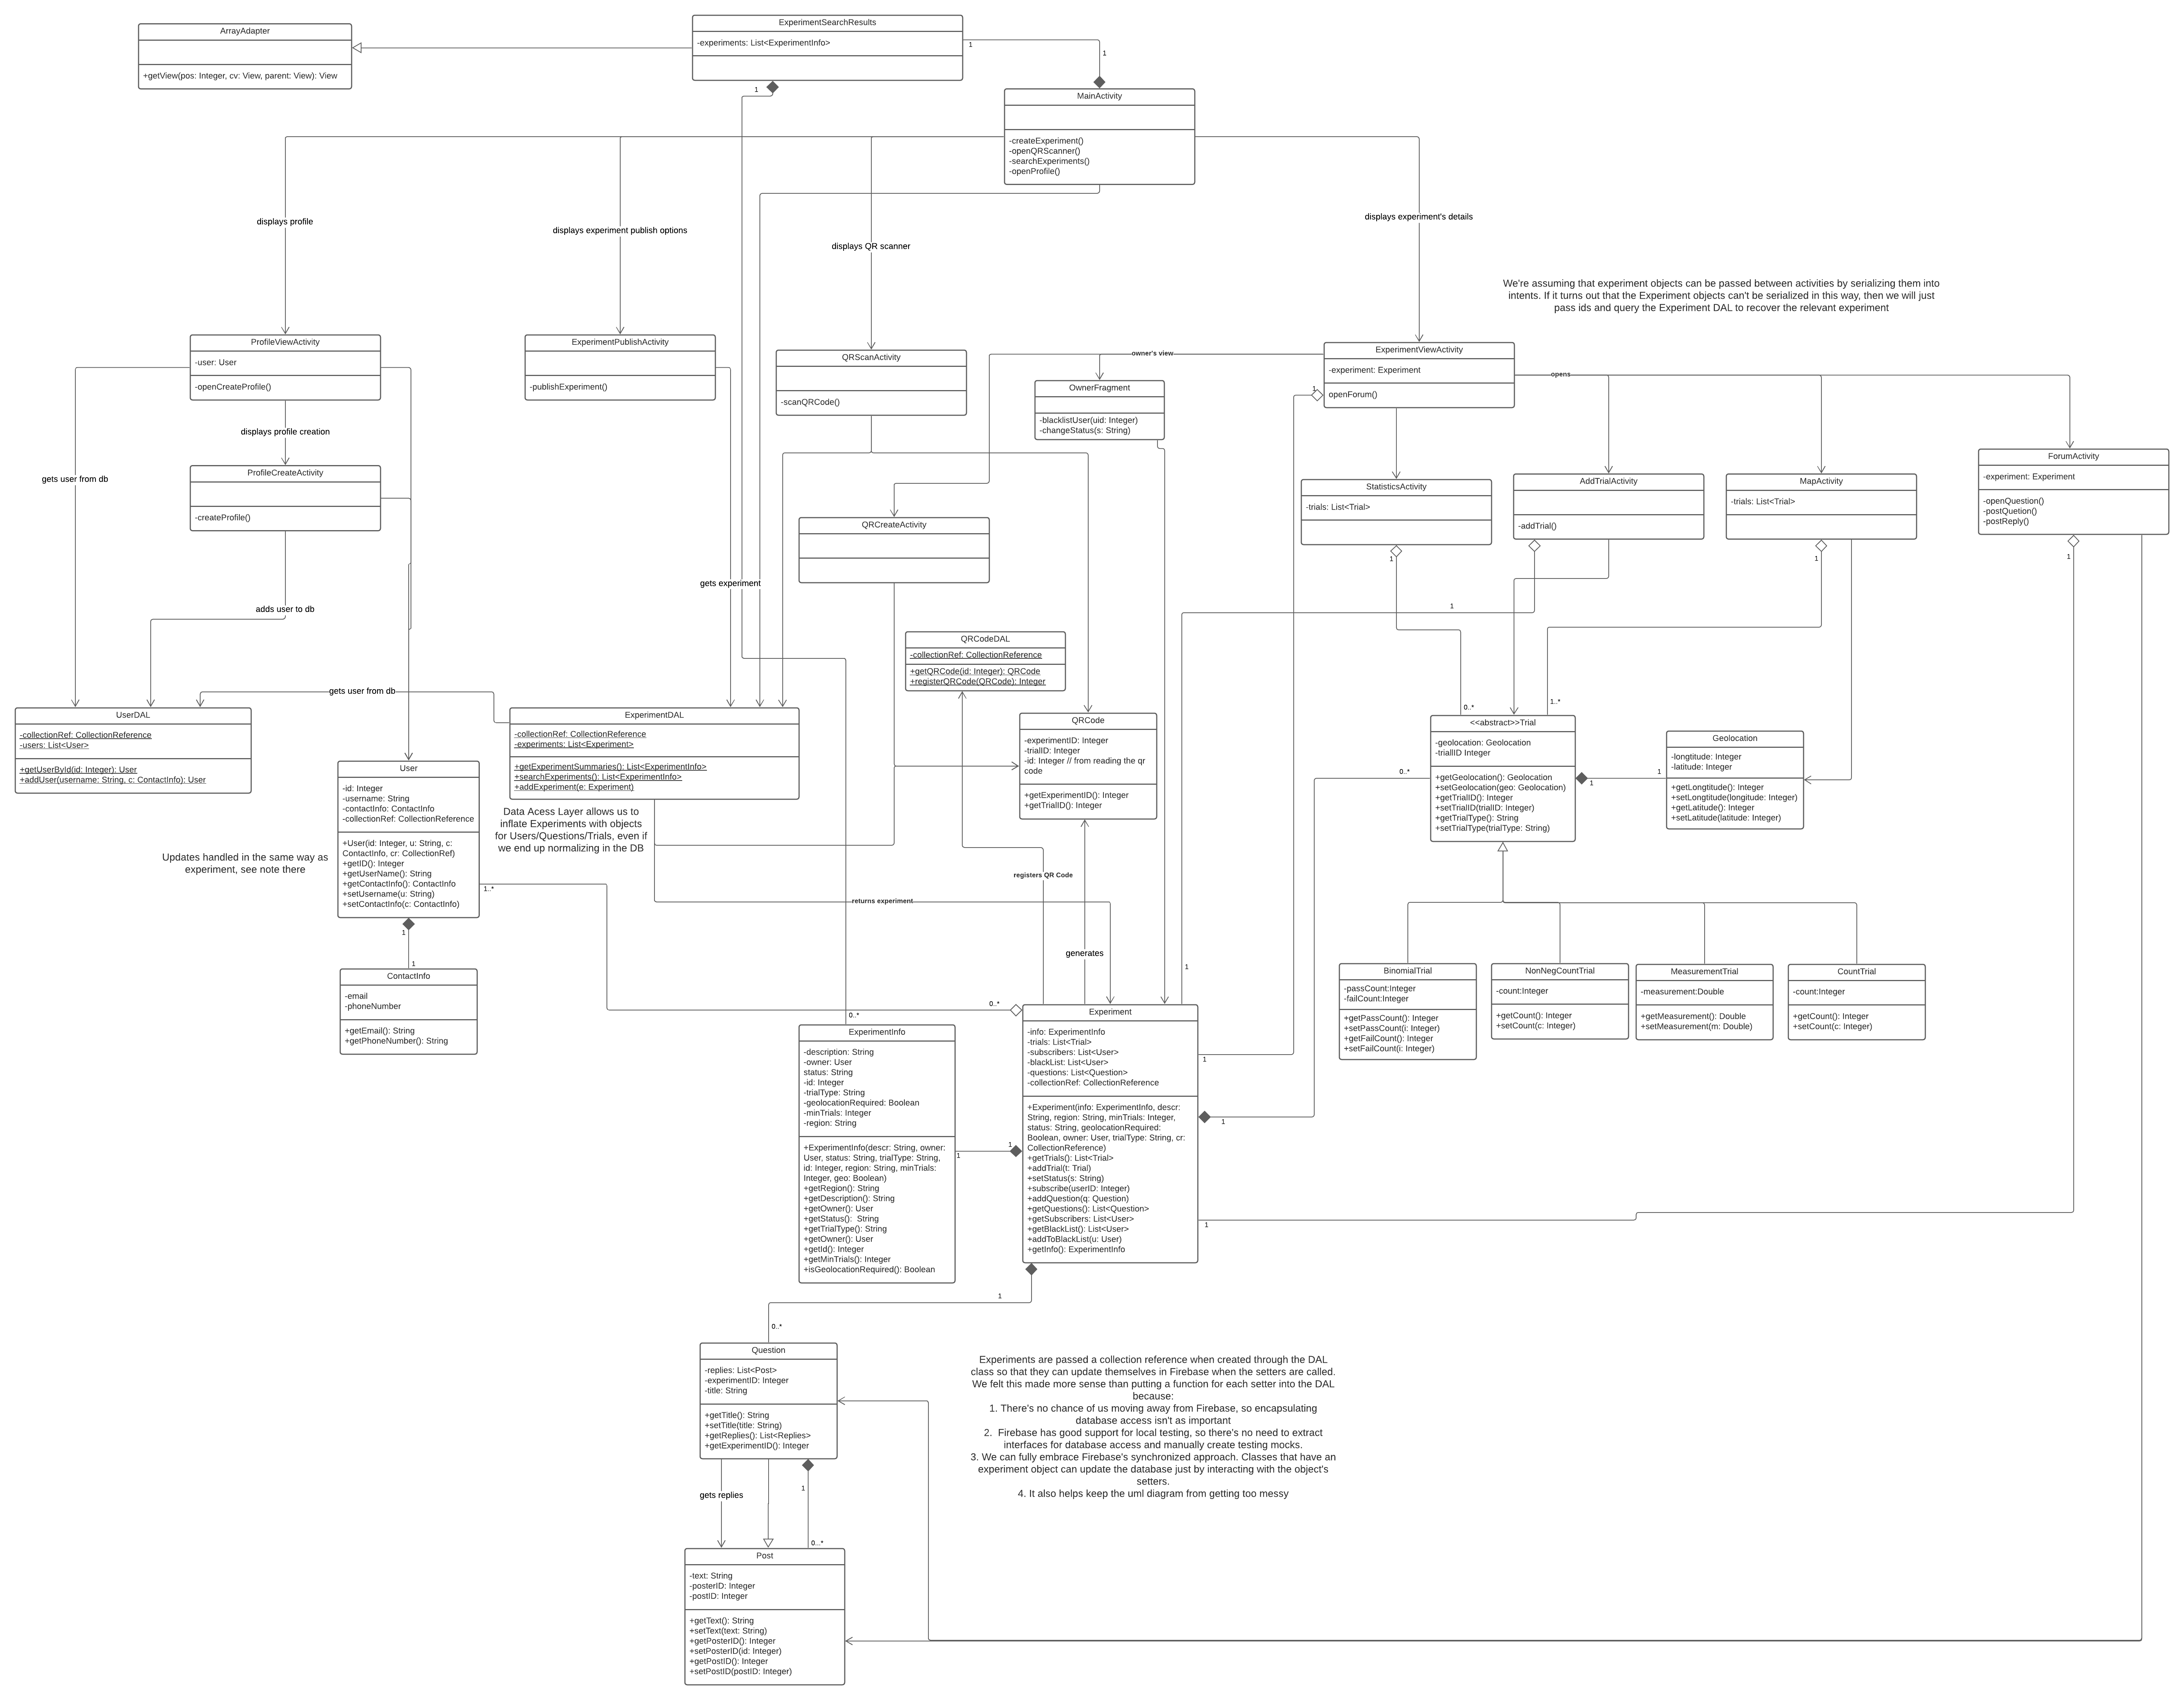 ArrayAdapter
+getView(pos: Integer, cv: View, parent: View): View
ExperimentSearchResults
-experiments: List<ExperimentInfo>
1
1
1
MainActivity
-createExperiment()
-openQRScanner()
-searchExperiments()
-openProfile()
displays profile
displays experiment publish options
displays QR scanner
displays experiment's details
We're assuming that experiment objects can be passed between activities by serializing them into
intents. If it turns out that the Experiment objects can't be serialized in this way, then we will just
pass ids and query the Experiment DAL to recover the relevant experiment
ProfileViewActivity
-user: User
-openCreateProfile()
ExperimentPublishActivity
-publishExperiment()
QRScanActivity
-scanQRCode()
owner's view
OwnerFragment
-blacklistUser(uid: Integer)
-changeStatus(s: String)
ExperimentViewActivity
-experiment: Experiment
openForum()
1
opens
displays profile creation
gets user from db
ProfileCreateActivity
-createProfile()
adds user to db
gets experiment
QRCreateActivity
StatisticsActivity
-trials: List<Trial>
1
AddTrialActivity
-addTrial()
1
MapActivity
-trials: List<Trial>
1
ForumActivity
-experiment: Experiment
-openQuestion()
-postQuetion()
-postReply()
1
QRCodeDAL
-collectionRef: CollectionReference
+getQRCode(id: Integer): QRCode
+registerQRCode(QRCode): Integer
gets user from db
UserDAL
-collectionRef: CollectionReference
-users: List<User>
+getUserById(id: Integer): User
+addUser(username: String, c: ContactInfo): User
ExperimentDAL
-collectionRef: CollectionReference
-experiments: List<Experiment>
+getExperimentSummaries(): List<ExperimentInfo>
+searchExperiments(): List<ExperimentInfo>
+addExperiment(e: Experiment)
Data Acess Layer allows us to
inflate Experiments with objects
for Users/Questions/Trials, even if
we end up normalizing in the DB
QRCode
-experimentID: Integer
-trialID: Integer
-id: Integer // from reading the qr
code
+getExperimentID(): Integer
+getTrialID(): Integer
0..*
1..*
<<abstract>>Trial
-geolocation: Geolocation
-triallD Integer
+getGeolocation(): Geolocation
+setGeolocation(geo: Geolocation)
+getTrialID(): Integer
+setTrialID(trialID: Integer)
+getTrialType(): String
+setTrialType(trialType: String)
0..*
1
1
Geolocation
-longtitude: Integer
-latitude: Integer
+getLongtitude(): Integer
+setLongtitude(longitude: Integer)
+getLatitude(): Integer
+setLatitude(latitude: Integer)
User
-id: Integer
-username: String
-contactInfo: ContactInfo
-collectionRef: CollectionReference
+User(id: Integer, u: String, c:
ContactInfo, cr: CollectionRef)
+getID(): Integer
+getUserName(): String
+getContactInfo(): ContactInfo
+setUsername(u: String)
+setContactInfo(c: ContactInfo)
Updates handled in the same way as
experiment, see note there
1..*
1
1
ContactInfo
-email
-phoneNumber
+getEmail(): String
+getPhoneNumber(): String
registers QR Code
returns experiment
generates
1
0..*
0..*
BinomialTrial
-passCount:Integer
-failCount:Integer
+getPassCount(): Integer
+setPassCount(i: Integer)
+getFailCount(): Integer
+setFailCount(i: Integer)
NonNegCountTrial
-count:Integer
+getCount(): Integer
+setCount(c: Integer)
MeasurementTrial
-measurement:Double
+getMeasurement(): Double
+setMeasurement(m: Double)
CountTrial
-count:Integer
+getCount(): Integer
+setCount(c: Integer)
ExperimentInfo
-description: String
-owner: User
status: String
-id: Integer
-trialType: String
-geolocationRequired: Boolean
-minTrials: Integer
-region: String
+ExperimentInfo(descr: String, owner:
User, status: String, trialType: String,
id: Integer, region: String, minTrials:
Integer, geo: Boolean)
+getRegion(): String
+getDescription(): String
+getOwner(): User
+getStatus():  String
+getTrialType(): String
+getOwner(): User
+getId(): Integer
+getMinTrials(): Integer
+isGeolocationRequired(): Boolean
1
1
Experiment
-info: ExperimentInfo
-trials: List<Trial>
-subscribers: List<User>
-blackList: List<User>
-questions: List<Question>
-collectionRef: CollectionReference
+Experiment(info: ExperimentInfo, descr:
String, region: String, minTrials: Integer,
status: String, geolocationRequired:
Boolean, owner: User, trialType: String, cr:
CollectionReference)
+getTrials(): List<Trial>
+addTrial(t: Trial)
+setStatus(s: String)
+subscribe(userID: Integer)
+addQuestion(q: Question)
+getQuestions(): List<Question>
+getSubscribers: List<User>
+getBlackList(): List<User>
+addToBlackList(u: User)
+getInfo(): ExperimentInfo
1
1
1
1
0..*
Question
-replies: List<Post>
-experimentID: Integer
-title: String
+getTitle(): String
+setTitle(title: String)
+getReplies(): List<Replies>
+getExperimentID(): Integer
gets replies
1
0...*
Experiments are passed a collection reference when created through the DAL
class so that they can update themselves in Firebase when the setters are called.
We felt this made more sense than putting a function for each setter into the DAL
because:
1. There's no chance of us moving away from Firebase, so encapsulating
database access isn't as important
2.  Firebase has good support for local testing, so there's no need to extract
interfaces for database access and manually create testing mocks.
3. We can fully embrace Firebase's synchronized approach. Classes that have an
experiment object can update the database just by interacting with the object's
setters.
4. It also helps keep the uml diagram from getting too messy
Post
-text: String
-posterID: Integer
-postID: Integer
+getText(): String
+setText(text: String)
+getPosterID(): Integer
+setPosterID(id: Integer)
+getPostID(): Integer
+setPostID(postID: Integer)